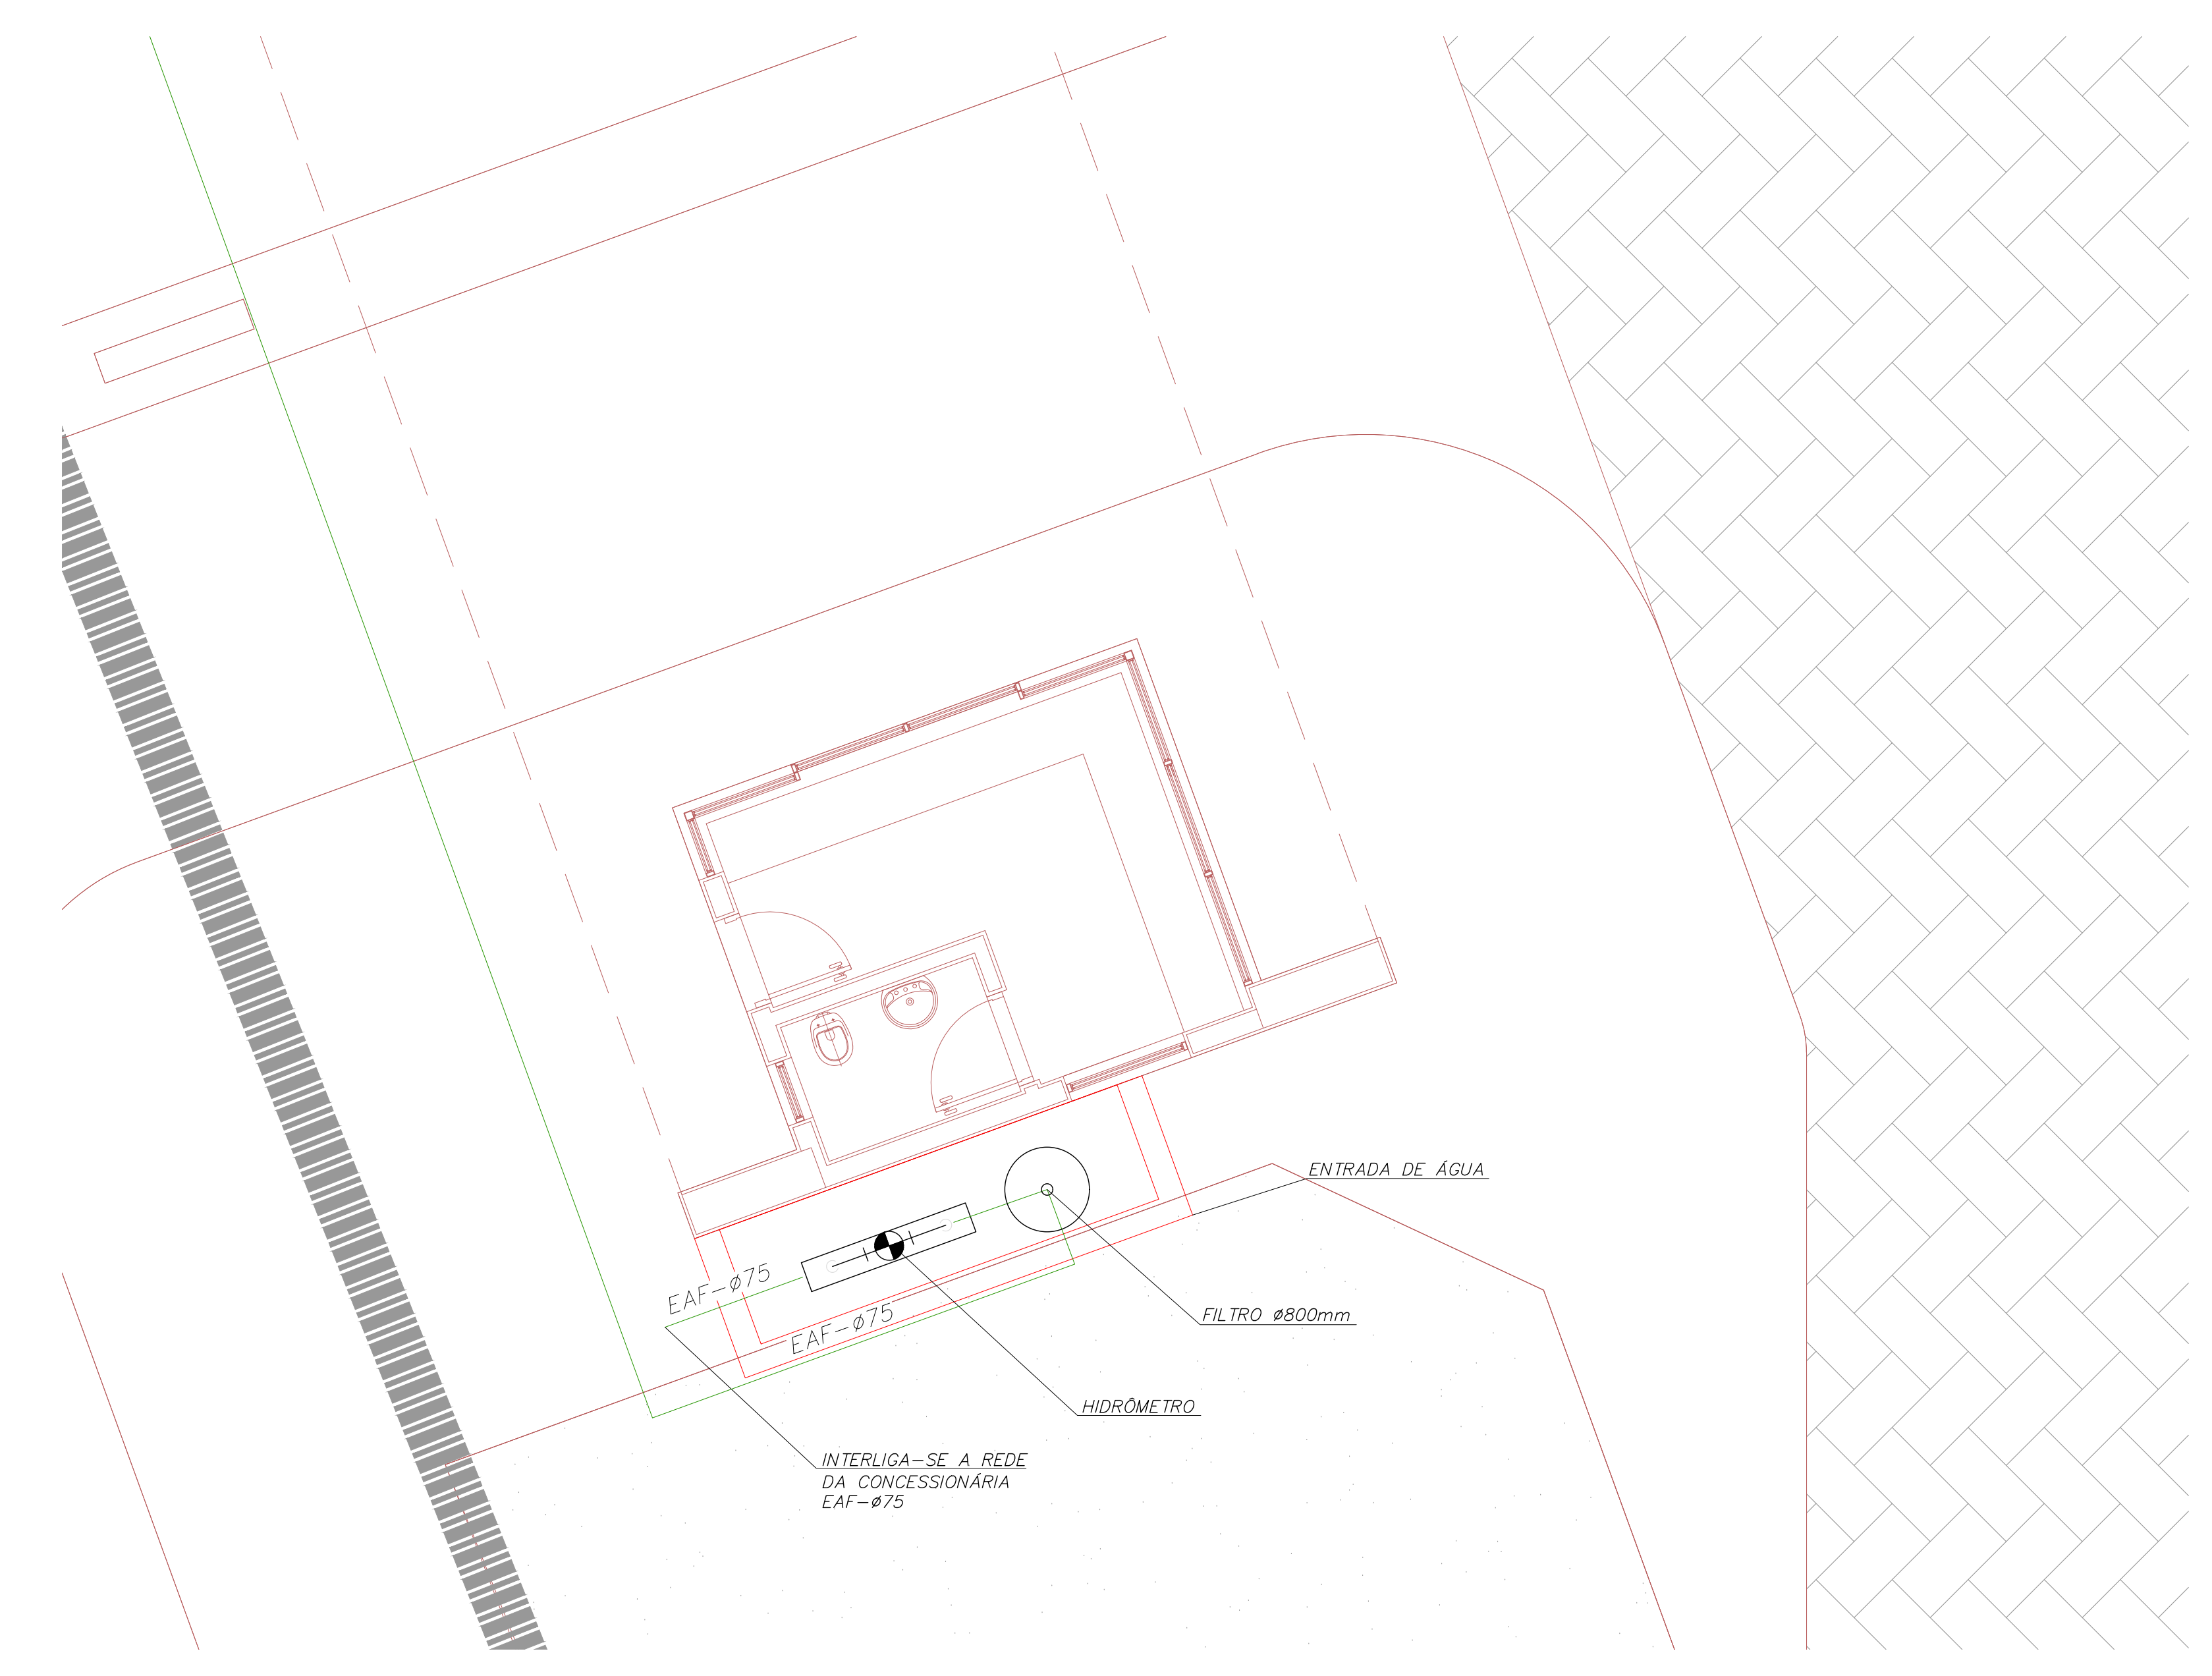 ENTRADA DE ÁGUA
EAF-ø75
EAF-ø75
FILTRO ø800mm
HIDRÔMETRO
INTERLIGA-SE A REDE
DA CONCESSIONÁRIA
EAF-ø75